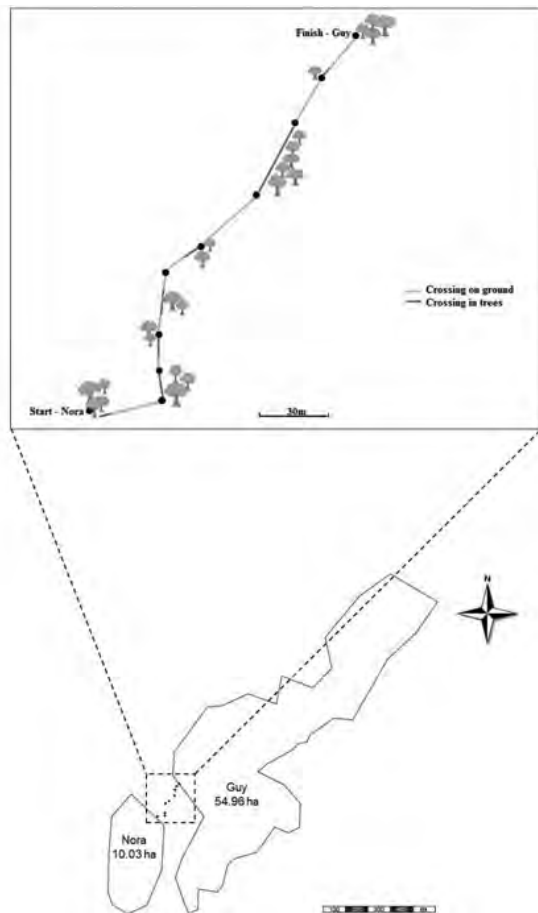 Finish - Guy
Crossing on ground
Crossing in trees
Start - Nora
30m
N
Guy
54.96 ha
Nora
10.03 ha